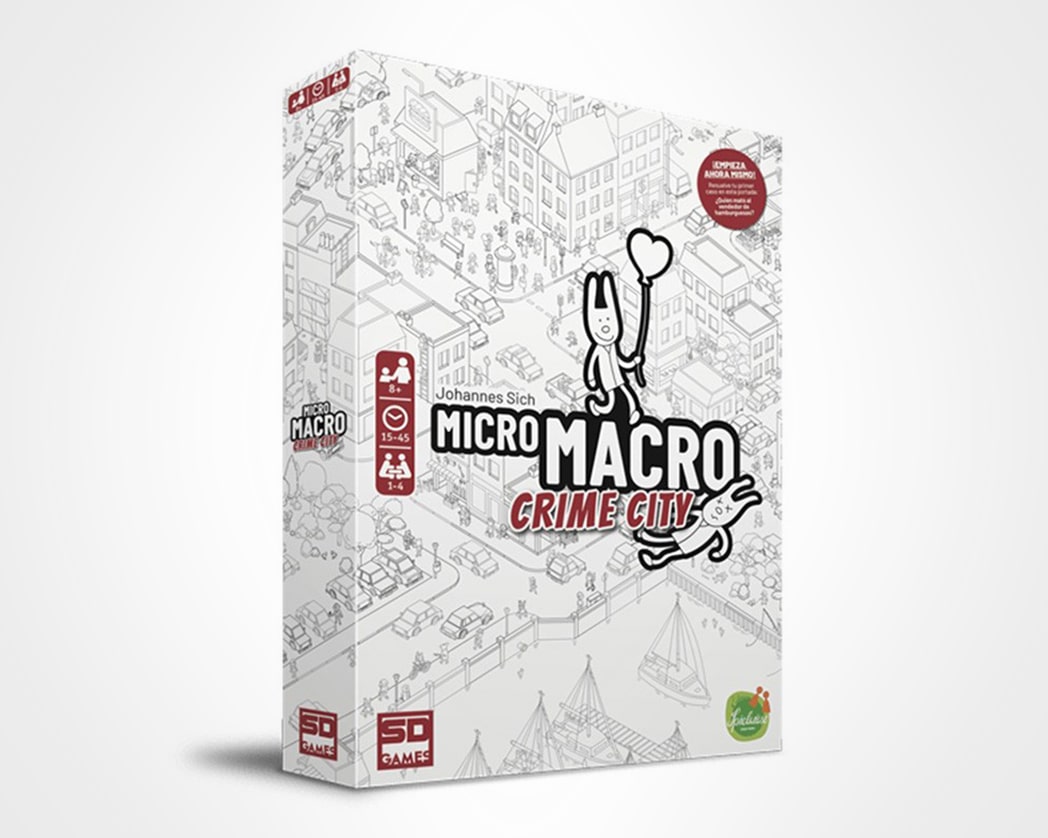 ¡EMPIEZA
AHORA MISMO!
Resuelve tu primer
caso en esta portada.
¿Quien mató al
vendedor de
hamburguesas?
8+
15-45
1-4
Johannes Sich
MICRO MACRO
CRIME CITY
MICRO
MACRO
CRIME CITY
SD
GAMES
SD
GAMES